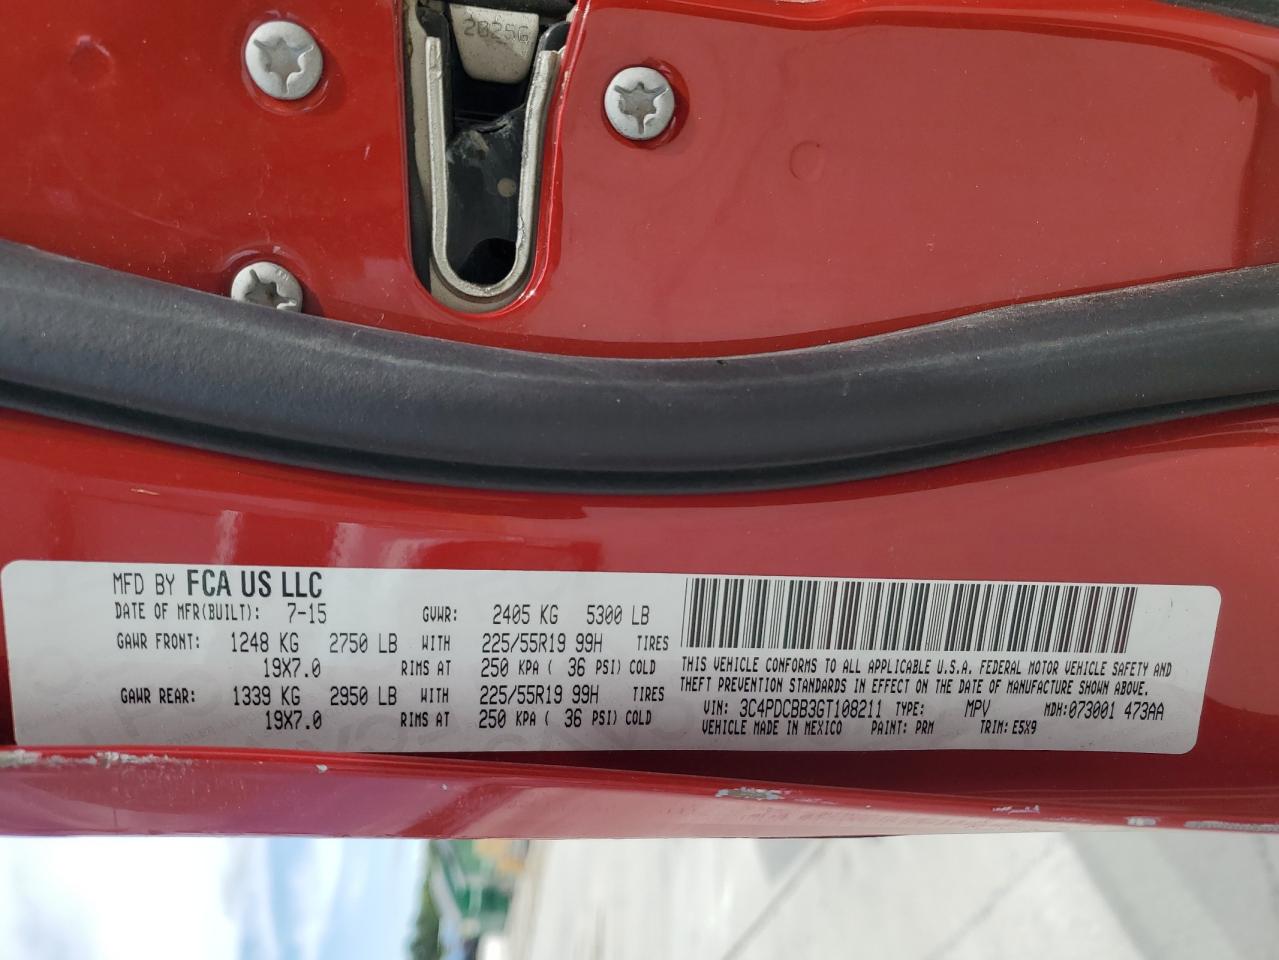 2025G
MFD BY FCA US LLC
DATE OF MFR(BUILT): 7-15 GVWR: 2405 KG 5300 LB
GAWR FRONT: 1248 KG 2750 LB WITH 225/55R19 99H TIRES
19X7.0 RIMS AT 250 KPA ( 36 PSI) COLD
GAWR REAR: 1339 KG 2950 LB WITH 225/55R19 99H TIRES
19X7.0 RIMS AT 250 KPA ( 36 PSI) COLD
THIS VEHICLE CONFORMS TO ALL APPLICABLE U.S.A. FEDERAL MOTOR VEHICLE SAFETY AND
THEFT PREVENTION STANDARDS IN EFFECT ON THE DATE OF MANUFACTURE SHOWN ABOVE.
VIN: 3C4PDCBB3GT108211 TYPE: MPV MDH:073001 473AA
VEHICLE MADE IN MEXICO PAINT: PRM TRIM: E5X9